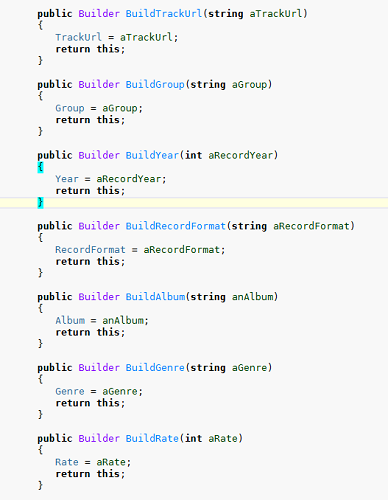 public Builder BuildTrackUrl(string aTrackUrl)
{
TrackUrl = aTrackUrl;
return this;
}
public Builder BuildGroup(string aGroup)
{
Group = aGroup;
return this;
}
public Builder BuildYear(int aRecordYear)
{
Year = aRecordYear;
return this;
}
public Builder BuildRecordFormat(string aRecordFormat)
{
RecordFormat = aRecordFormat;
return this;
}
public Builder BuildAlbum(string anAlbum)
{
Album = anAlbum;
return this;
}
public Builder BuildGenre(string aGenre)
{
Genre = aGenre;
return this;
}
public Builder BuildRate(int aRate)
{
Rate = aRate;
return this;
}